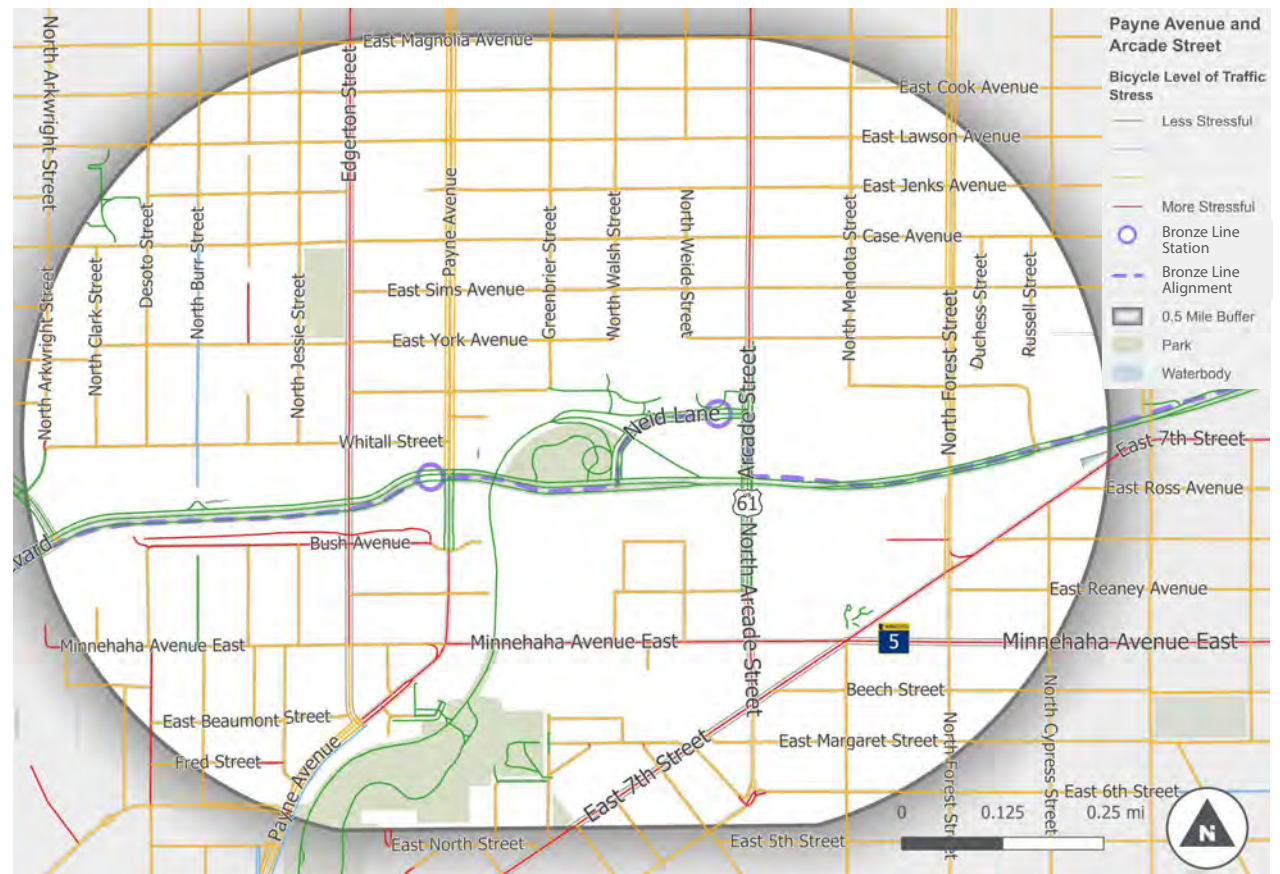 Payne Avenue and
Arcade Street
Bicycle Level of Traffic
Stress
Less Stressful
More Stressful
Bronze Line
Station
Bronze Line
Alignment
0.5 Mile Buffer
Park
Waterbody
North Arkwright Street
Edgerton Street
East Magnolia Avenue
East Cook Avenue
East Lawson Avenue
East Jenks Avenue
Case Avenue
Payne Avenue
Desoto Street
North Burr Street
North Clark Street
North Jessie Street
North Arkwright Street
East Sims Avenue
East York Avenue
Greenbrier Street
North Walsh Street
North Weide Street
North Mendota Street
North Forest Street
Duchess Street
Russell Street
Arcade Street
Neid Lane
Whitall Street
East 7th Street
East Ross Avenue
61
vard
Bush Avenue
North Arcade Street
East Reaney Avenue
Minnehaha Avenue East
Minnehaha Avenue East
5
Minnehaha Avenue East
Beech Street
East Beaumont Street
Fred Street
Payne Avenue
East 7th Street
East Margaret Street
North Forest Street
North Cypress Street
East 6th Street
East North Street
East 5th Street
0 0.125 0.25 mi
N